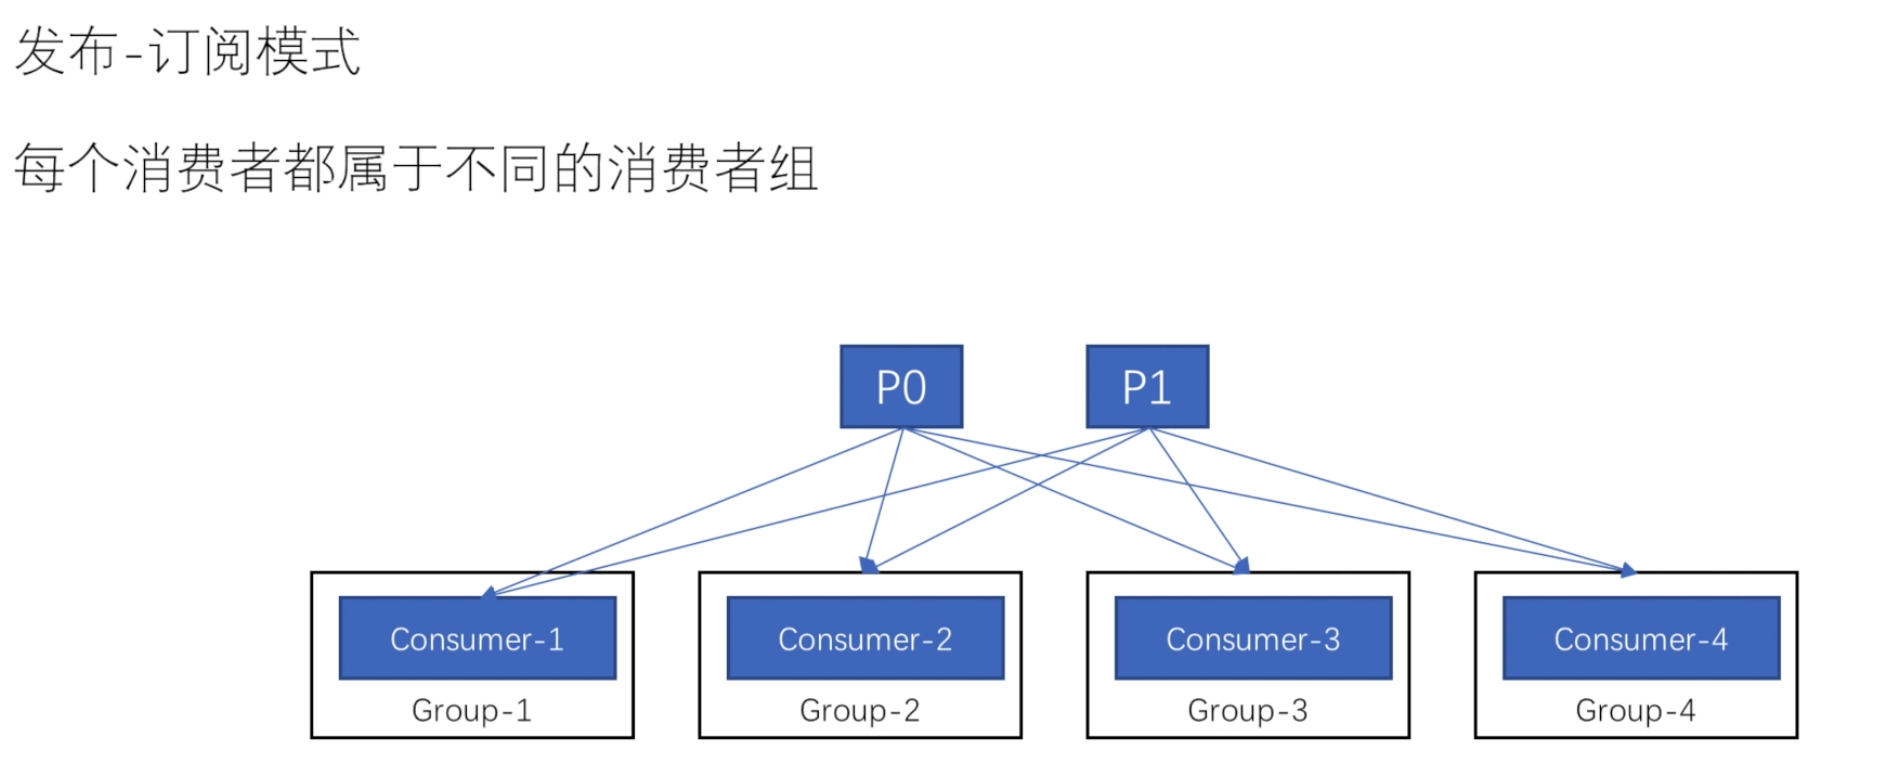 发布-订阅模式
每个消费者都属于不同的消费者组
P0
P1
Consumer-1
Consumer-2
Consumer-3
Consumer-4
Group-1
Group-2
Group-3
Group-4